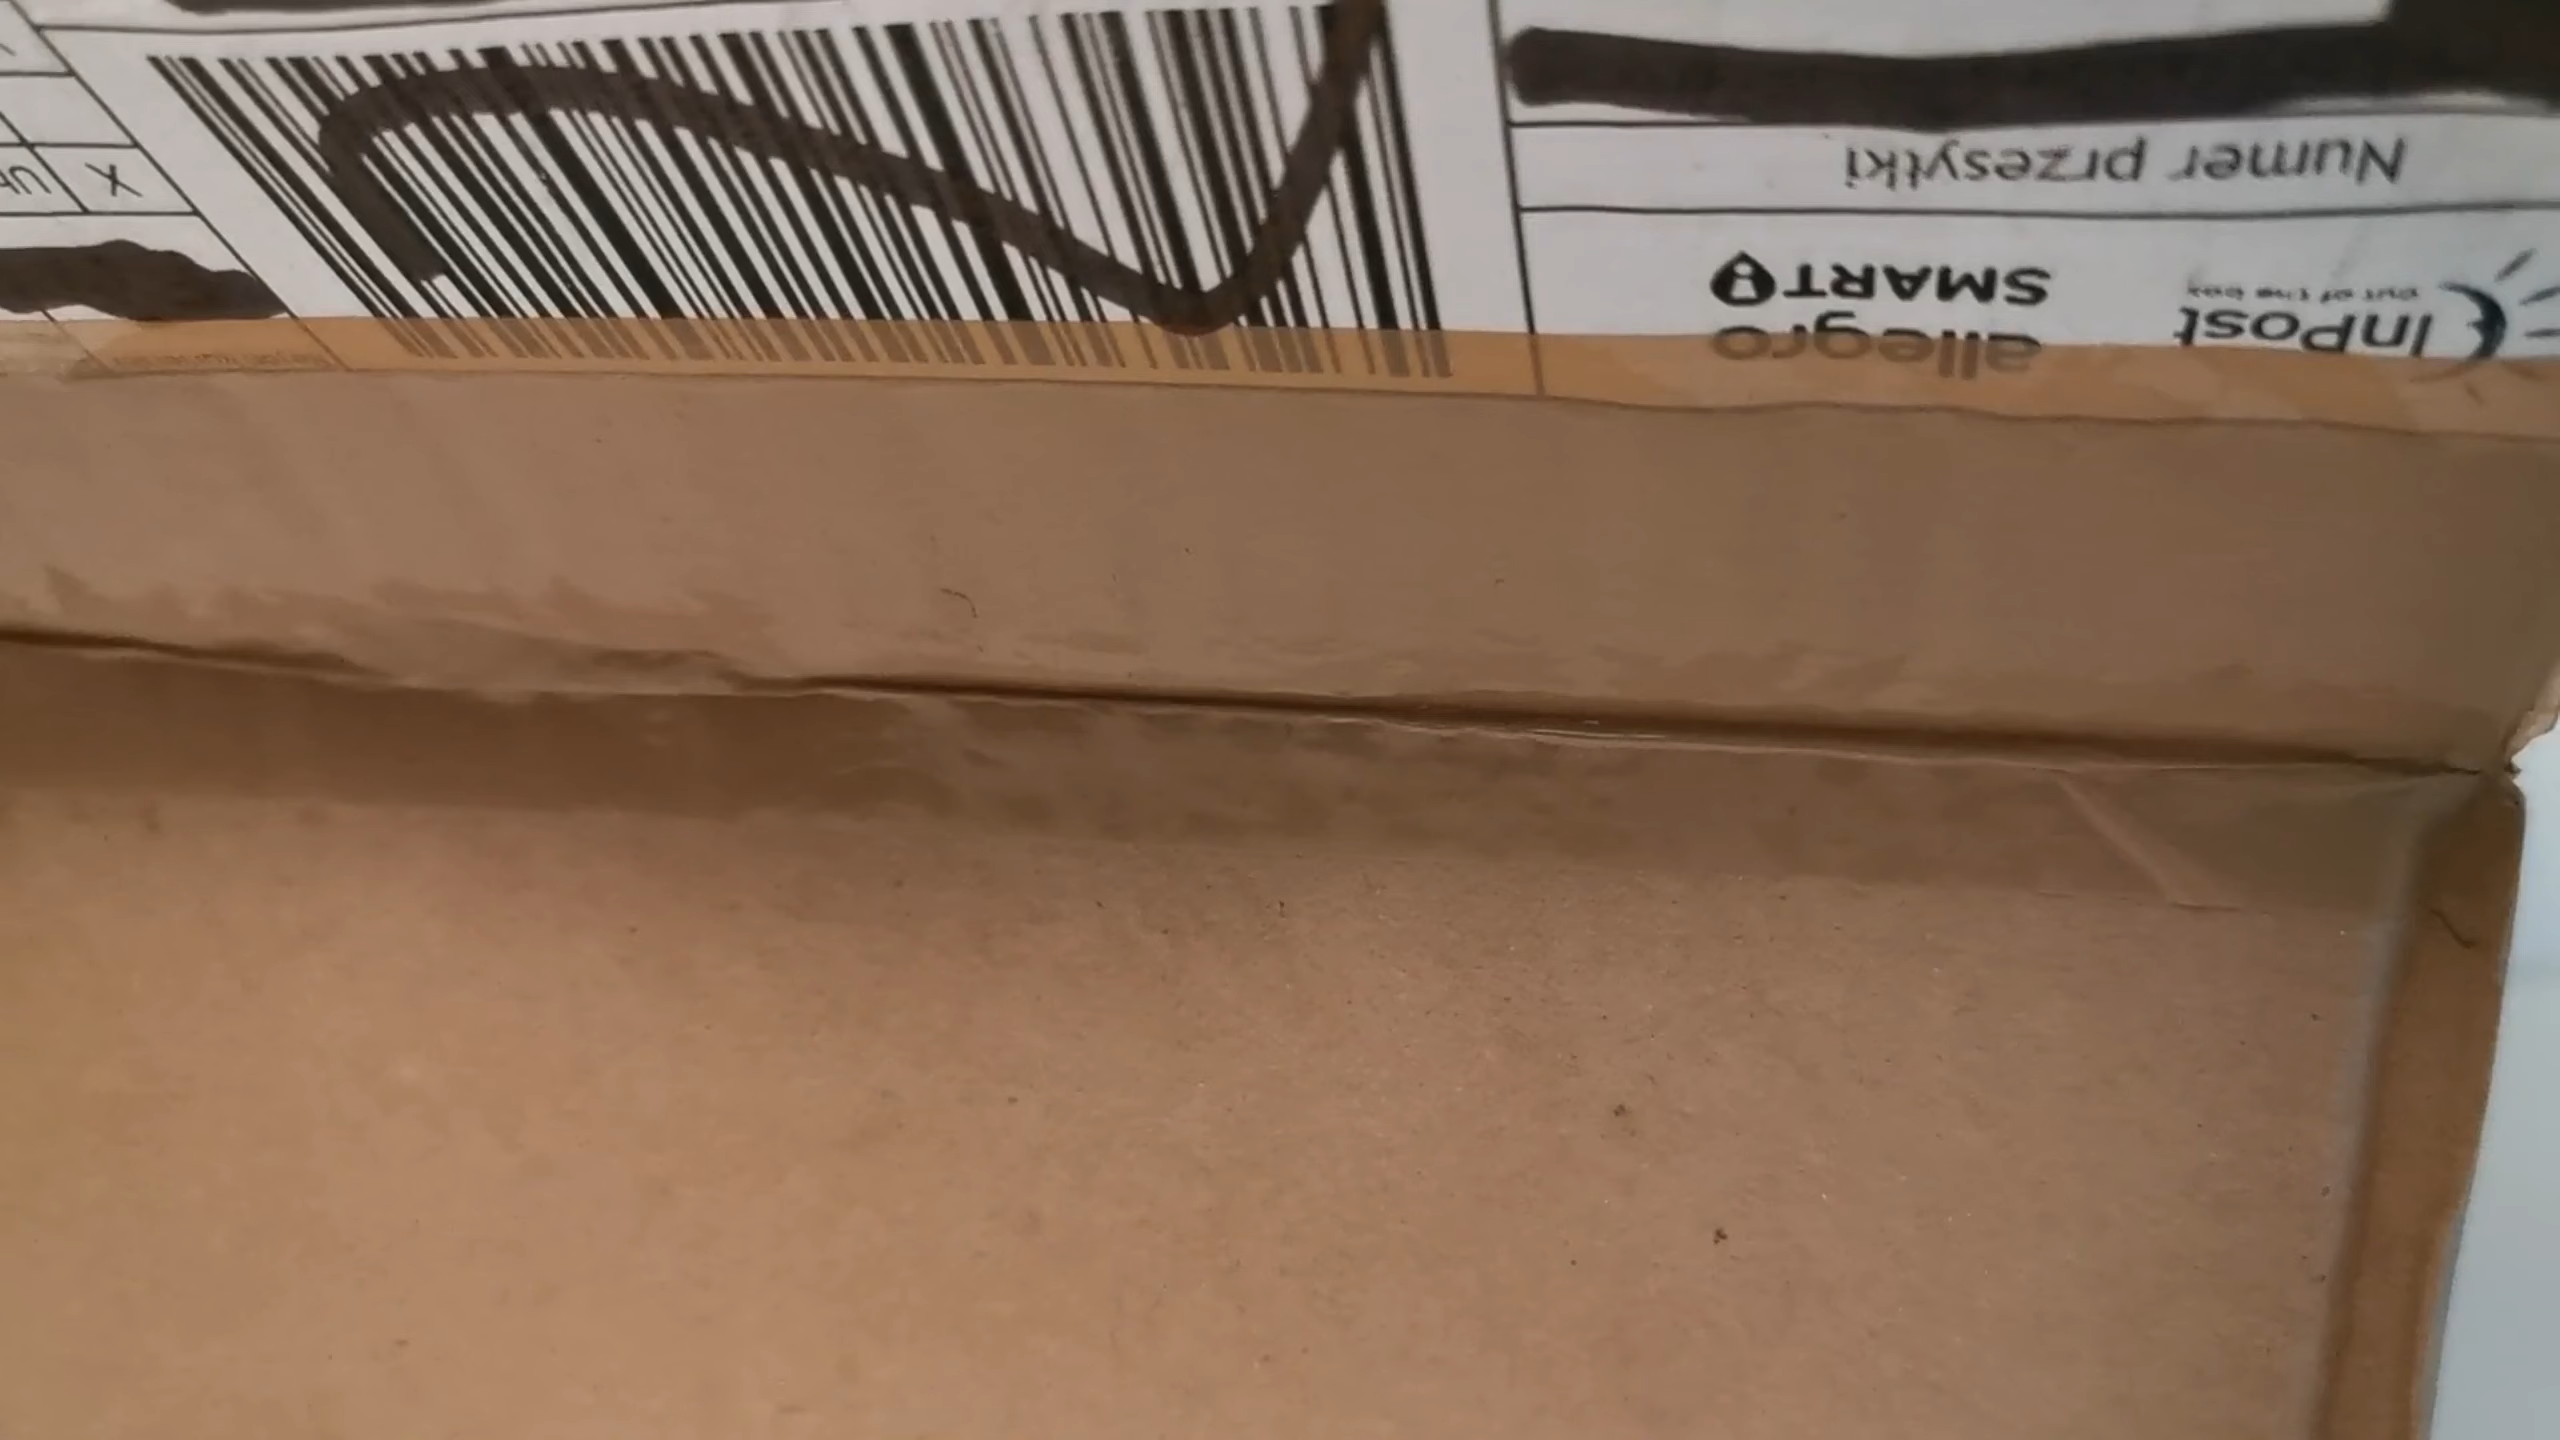 InPost
out of the box
allegro
SMART
Numer przesyłki
X